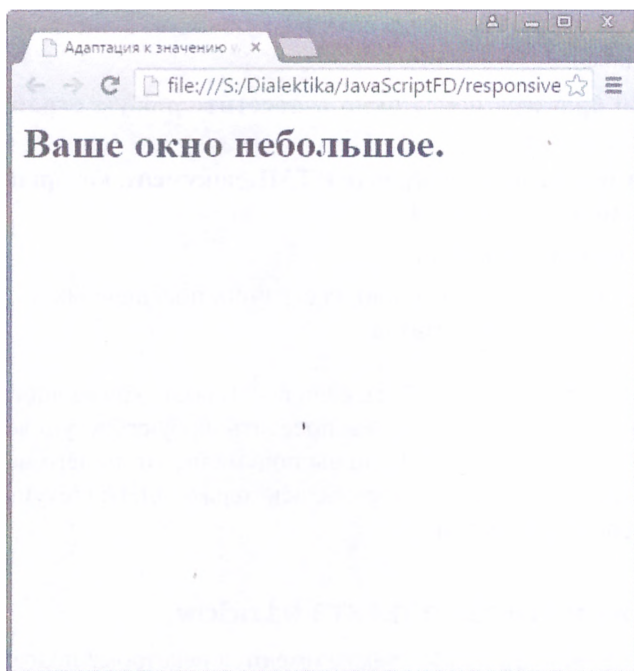 Адаптация к значению
file:///S:/Dialektika/JavaScriptFD/responsive
Ваше окно небольшое.